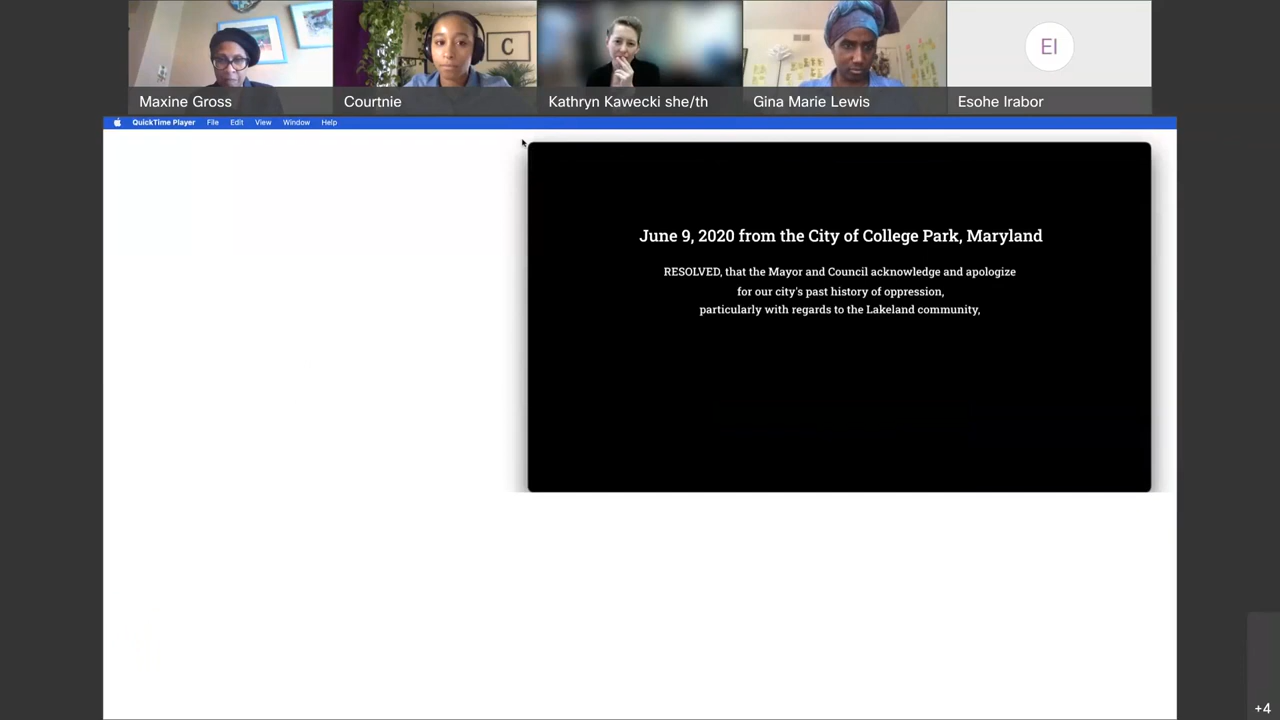 Maxine Gross
Courtnie
C
Kathryn Kawecki she/th
Gina Marie Lewis
EI
Esohe Irabor
QuickTime Player File Edit View Window Help
June 9, 2020 from the City of College Park, Maryland
RESOLVED, that the Mayor and Council acknowledge and apologize
for our city's past history of oppression,
particularly with regards to the Lakeland community,
+4